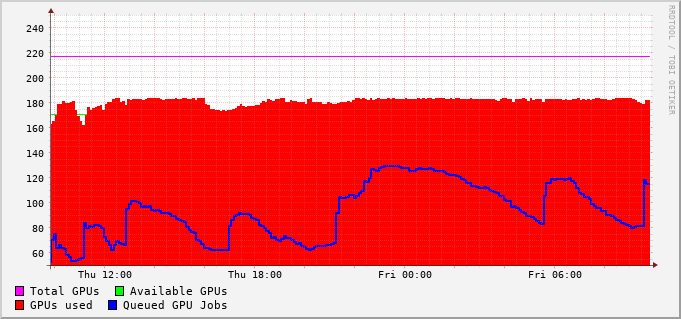 240
220
200
180
160
140
120
100
80
60
Thu 12:00 Thu 18:00 Fri 00:00 Fri 06:00
Total GPUs Available GPUs
GPUs used Queued GPU Jobs
RRDTOOL / TOBI OETIKER